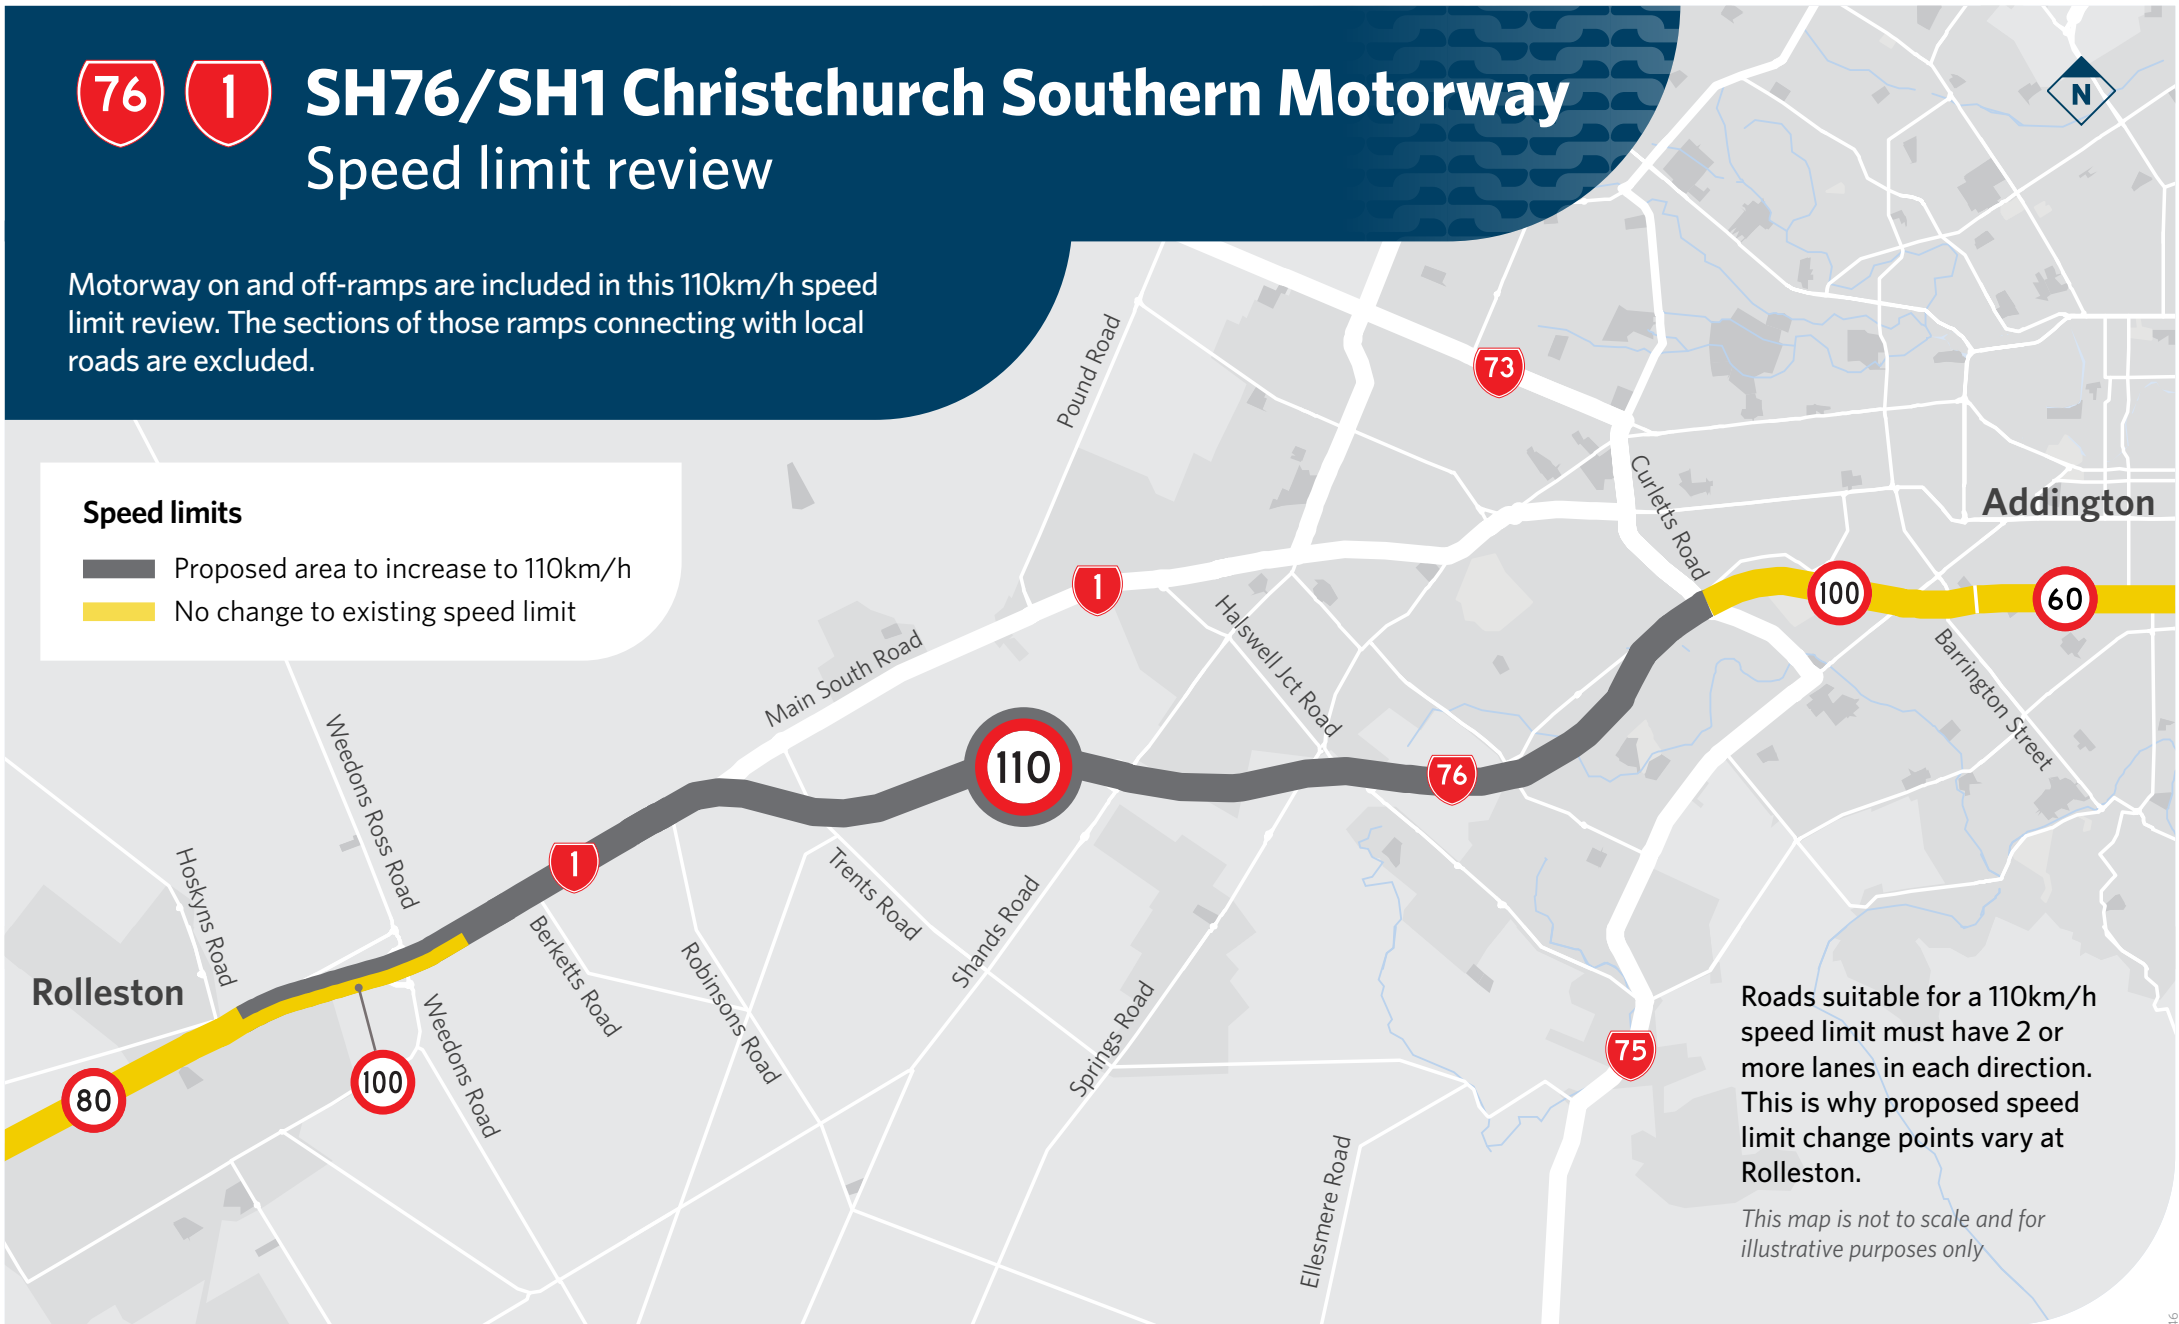 76
1
SH76/SH1 Christchurch Southern Motorway
Speed limit review
N
Motorway on and off-ramps are included in this 110km/h speed
limit review. The sections of those ramps connecting with local
roads are excluded.
Speed limits
Proposed area to increase to 110km/h
No change to existing speed limit
Pound Road
73
Curletts Road
Addington
1
100
60
Main South Road
Halswell Jct Road
Barrington Street
Weedons Ross Road
110
76
1
Hoskyns Road
Trents Road
Shands Road
Berketts Road
Robinsons Road
Rolleston
Springs Road
Weedons Road
80
100
75
Ellesmere Road
Roads suitable for a 110km/h
speed limit must have 2 or
more lanes in each direction.
This is why proposed speed
limit change points vary at
Rolleston.
This map is not to scale and for
illustrative purposes only